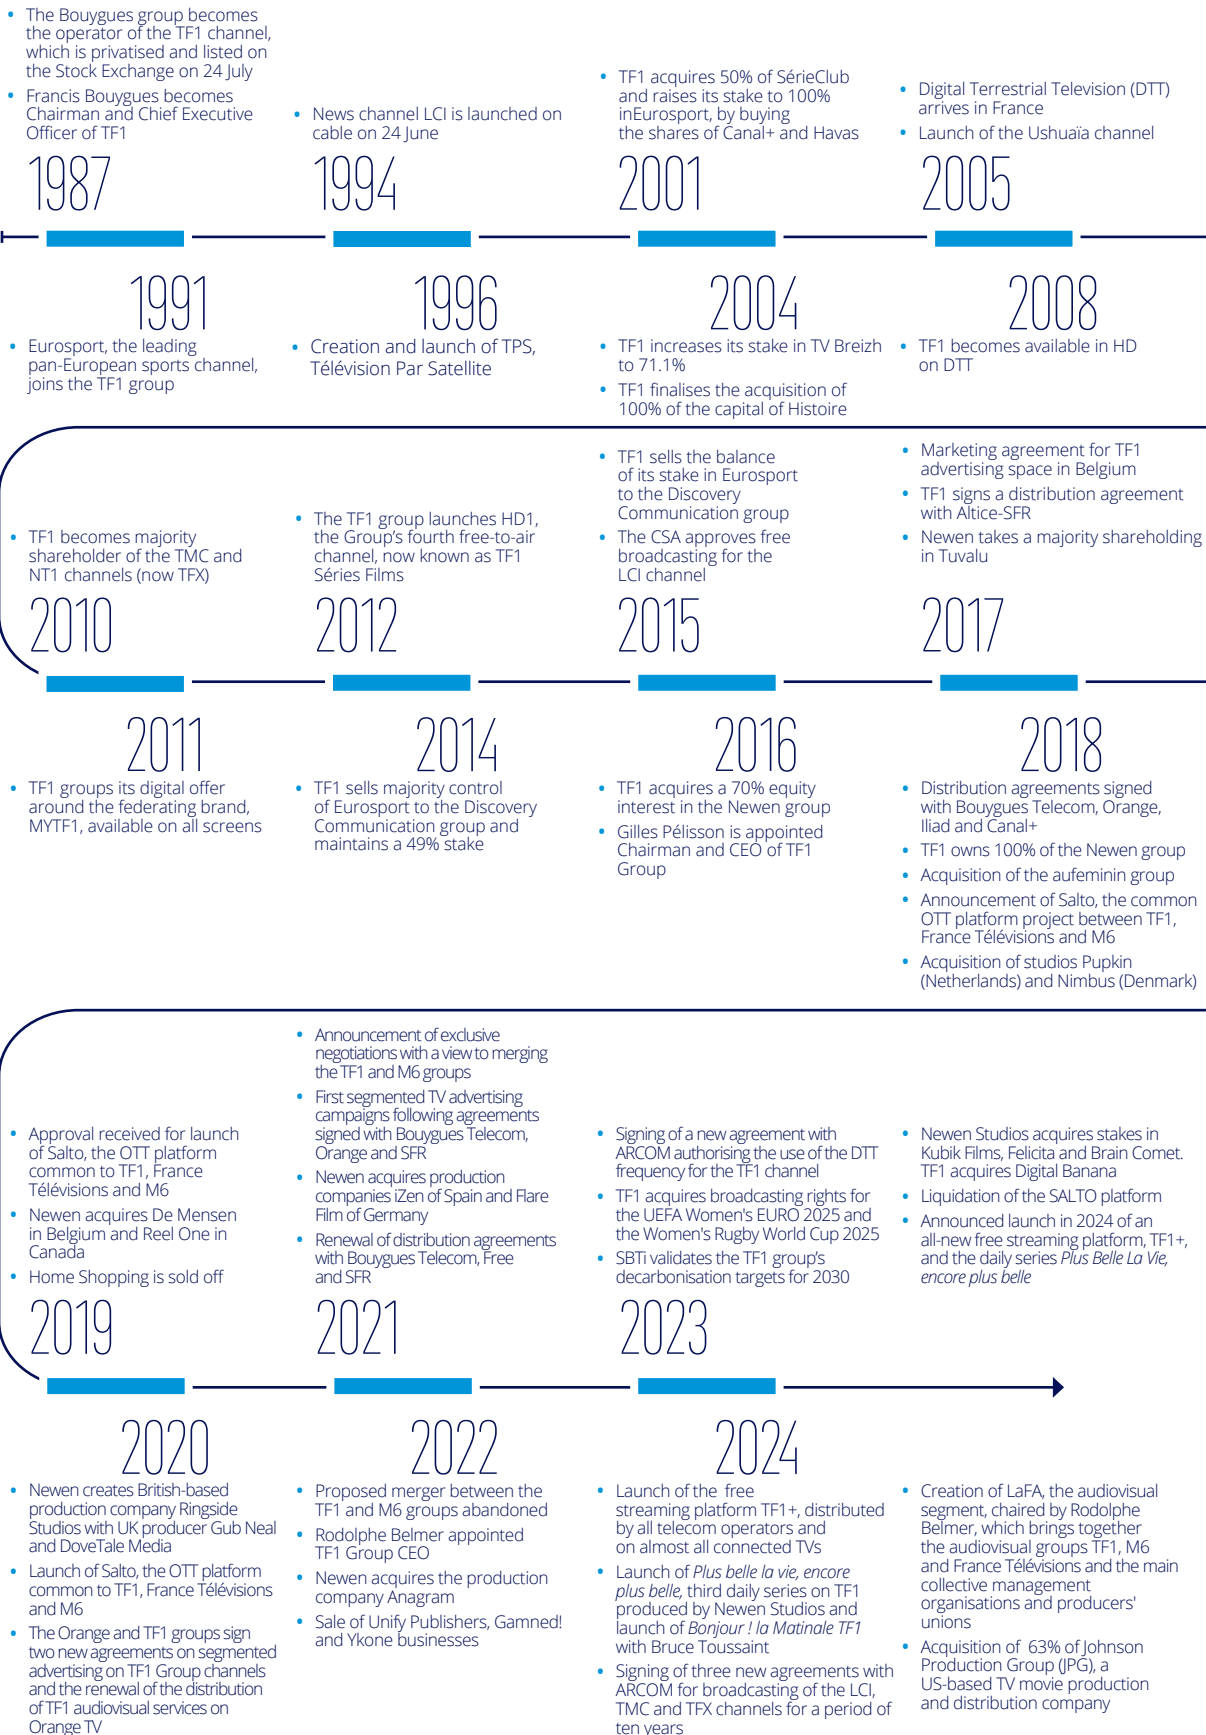 • The Bouygues group becomes
the operator of the TF1 channel,
which is privatised and listed on
the Stock Exchange on 24 July
• Francis Bouygues becomes
Chairman and Chief Executive
Officer of TF1
1987
• News channel LCI is launched on
cable on 24 June
1994
• TF1 acquires 50% of SérieClub
and raises its stake to 100%
inEurosport, by buying
the shares of Canal+ and Havas
2001
• Digital Terrestrial Television (DTT)
arrives in France
• Launch of the Ushuaïa channel
2005
1991
• Eurosport, the leading
pan-European sports channel,
joins the TF1 group
1996
• Creation and launch of TPS,
Télévision Par Satellite
2004
• TF1 increases its stake in TV Breizh
to 71.1%
• TF1 finalises the acquisition of
100% of the capital of Histoire
2008
• TF1 becomes available in HD
on DTT
• TF1 becomes majority
shareholder of the TMC and
NT1 channels (now TFX)
2010
• The TF1 group launches HD1,
the Group's fourth free-to-air
channel, now known as TF1
Séries Films
2012
• TF1 sells the balance
of its stake in Eurosport
to the Discovery
Communication group
• The CSA approves free
broadcasting for the
LCI channel
2015
• Marketing agreement for TF1
advertising space in Belgium
• TF1 signs a distribution agreement
with Altice-SFR
• Newen takes a majority shareholding
in Tuvalu
2017
2011
• TF1 groups its digital offer
around the federating brand,
MYTF1, available on all screens
2014
• TF1 sells majority control
of Eurosport to the Discovery
Communication group and
maintains a 49% stake
2016
• TF1 acquires a 70% equity
interest in the Newen group
• Gilles Pélisson is appointed
Chairman and CEO of TF1
Group
2018
• Distribution agreements signed
with Bouygues Telecom, Orange,
Iliad and Canal+
• TF1 owns 100% of the Newen group
• Acquisition of the aufeminin group
• Announcement of Salto, the common
OTT platform project between TF1,
France Télévisions and M6
• Acquisition of studios Pupkin
(Netherlands) and Nimbus (Denmark)
• Approval received for launch
of Salto, the OTT platform
common to TF1, France
Télévisions and M6
• Newen acquires De Mensen
in Belgium and Reel One in
Canada
• Home Shopping is sold off
2019
• Announcement of exclusive
negotiations with a view to merging
the TF1 and M6 groups
• First segmented TV advertising
campaigns following agreements
signed with Bouygues Telecom,
Orange and SFR
• Newen acquires production
companies iZen of Spain and Flare
Film of Germany
• Renewal of distribution agreements
with Bouygues Telecom, Free
and SFR
2021
• Signing of a new agreement with
ARCOM authorising the use of the DTT
frequency for the TF1 channel
• TF1 acquires broadcasting rights for
the UEFA Women's EURO 2025 and
the Women's Rugby World Cup 2025
• SBTi validates the TF1 group's
decarbonisation targets for 2030
2023
• Newen Studios acquires stakes in
Kubik Films, Felicita and Brain Comet.
TF1 acquires Digital Banana
• Liquidation of the SALTO platform
• Announced launch in 2024 of an
all-new free streaming platform, TF1+,
and the daily series Plus Belle La Vie,
encore plus belle
2020
• Newen creates British-based
production company Ringside
Studios with UK producer Gub Neal
and DoveTale Media
• Launch of Salto, the OTT platform
common to TF1, France Télévisions
and M6
• The Orange and TF1 groups sign
two new agreements on segmented
advertising on TF1 Group channels
and the renewal of the distribution
of TF1 audiovisual services on
Orange TV
2022
• Proposed merger between the
TF1 and M6 groups abandoned
• Rodolphe Belmer appointed
TF1 Group CEO
• Newen acquires the production
company Anagram
• Sale of Unify Publishers, Gamned!
and Ykone businesses
2024
• Launch of the free
streaming platform TF1+, distributed
by all telecom operators and
on almost all connected TVs
• Launch of Plus belle la vie, encore
plus belle, third daily series on TF1
produced by Newen Studios and
launch of Bonjour ! la Matinale TF1
with Bruce Toussaint
• Signing of three new agreements with
ARCOM for broadcasting of the LCI,
TMC and TFX channels for a period of
ten years
• Creation of LaFA, the audiovisual
segment, chaired by Rodolphe
Belmer, which brings together
the audiovisual groups TF1, M6
and France Télévisions and the main
collective management
organisations and producers'
unions
• Acquisition of 63% of Johnson
Production Group (JPG), a
US-based TV movie production
and distribution company